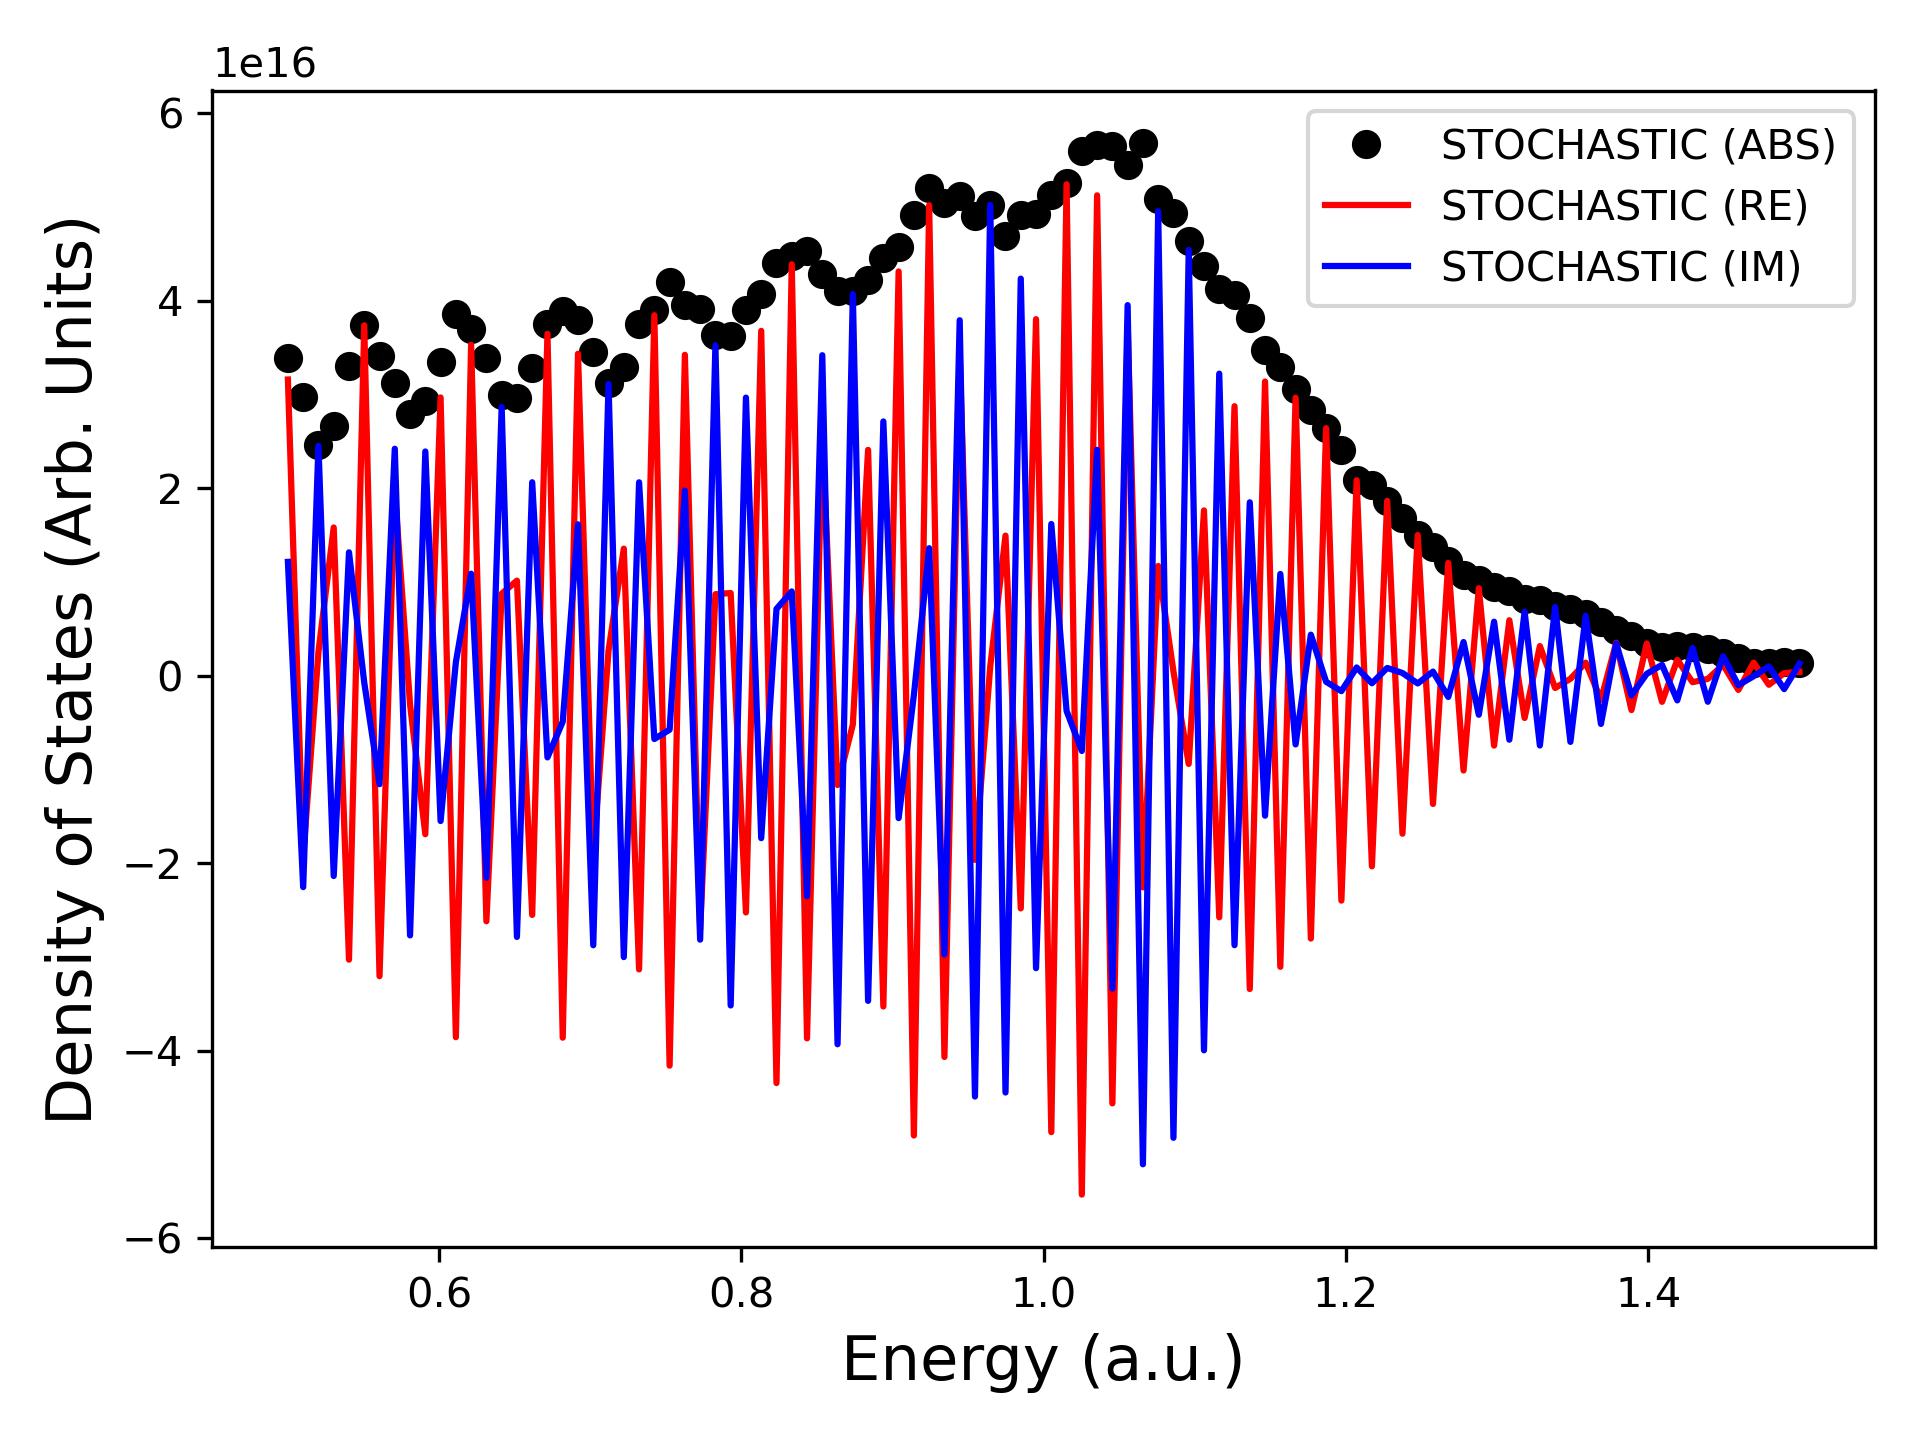 1e16
6
4
2
0
−2
−4
−6
Density of States (Arb. Units)
STOCHASTIC (ABS)
STOCHASTIC (RE)
STOCHASTIC (IM)
0.6 0.8 1.0 1.2 1.4
Energy (a.u.)